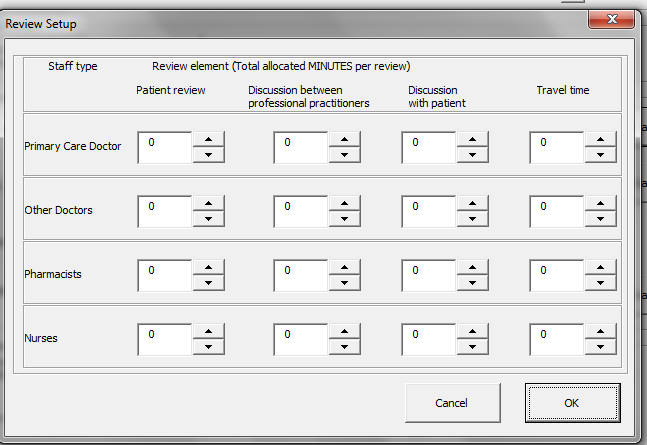 Review Setup
Staff type Review element (Total allocated MINUTES per review)
Patient review Discussion between professional practitioners Discussion with patient Travel time
Primary Care Doctor 0 0 0 0
Other Doctors 0 0 0 0
Pharmacists 0 0 0 0
Nurses 0 0 0 0
Cancel OK